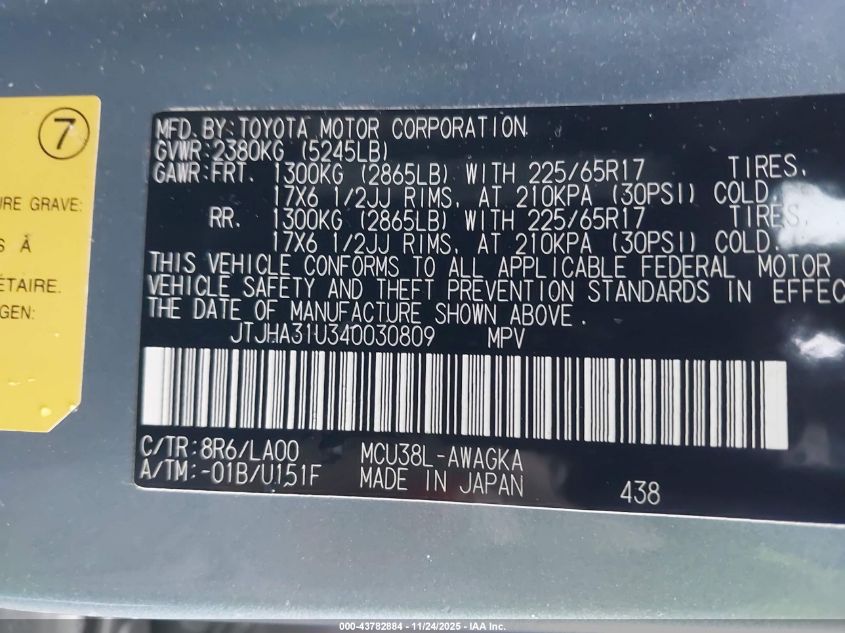 7
URE GRAVE:
S À
ÉTAIRE.
GEN:
MFD. BY: TOYOTA MOTOR CORPORATION
GVWR: 2380KG (5245LB)
GAWR: FRT. 1300KG (2865LB) WITH 225/65R17 TIRES,
17X6 1/2JJ RIMS, AT 210KPA (30PSI) COLD.
RR. 1300KG (2865LB) WITH 225/65R17 TIRES,
17X6 1/2JJ RIMS, AT 210KPA (30PSI) COLD.
THIS VEHICLE CONFORMS TO ALL APPLICABLE FEDERAL MOTOR
VEHICLE SAFETY AND THEFT PREVENTION STANDARDS IN EFFEC
THE DATE OF MANUFACTURE SHOWN ABOVE.
JTJHA31U340030809 MPV
C/TR: 8R6/LA00 MCU38L-AWAGKA
A/TM: -01B/U151F MADE IN JAPAN 438
000-43782884 - 11/24/2025 - IAA Inc.